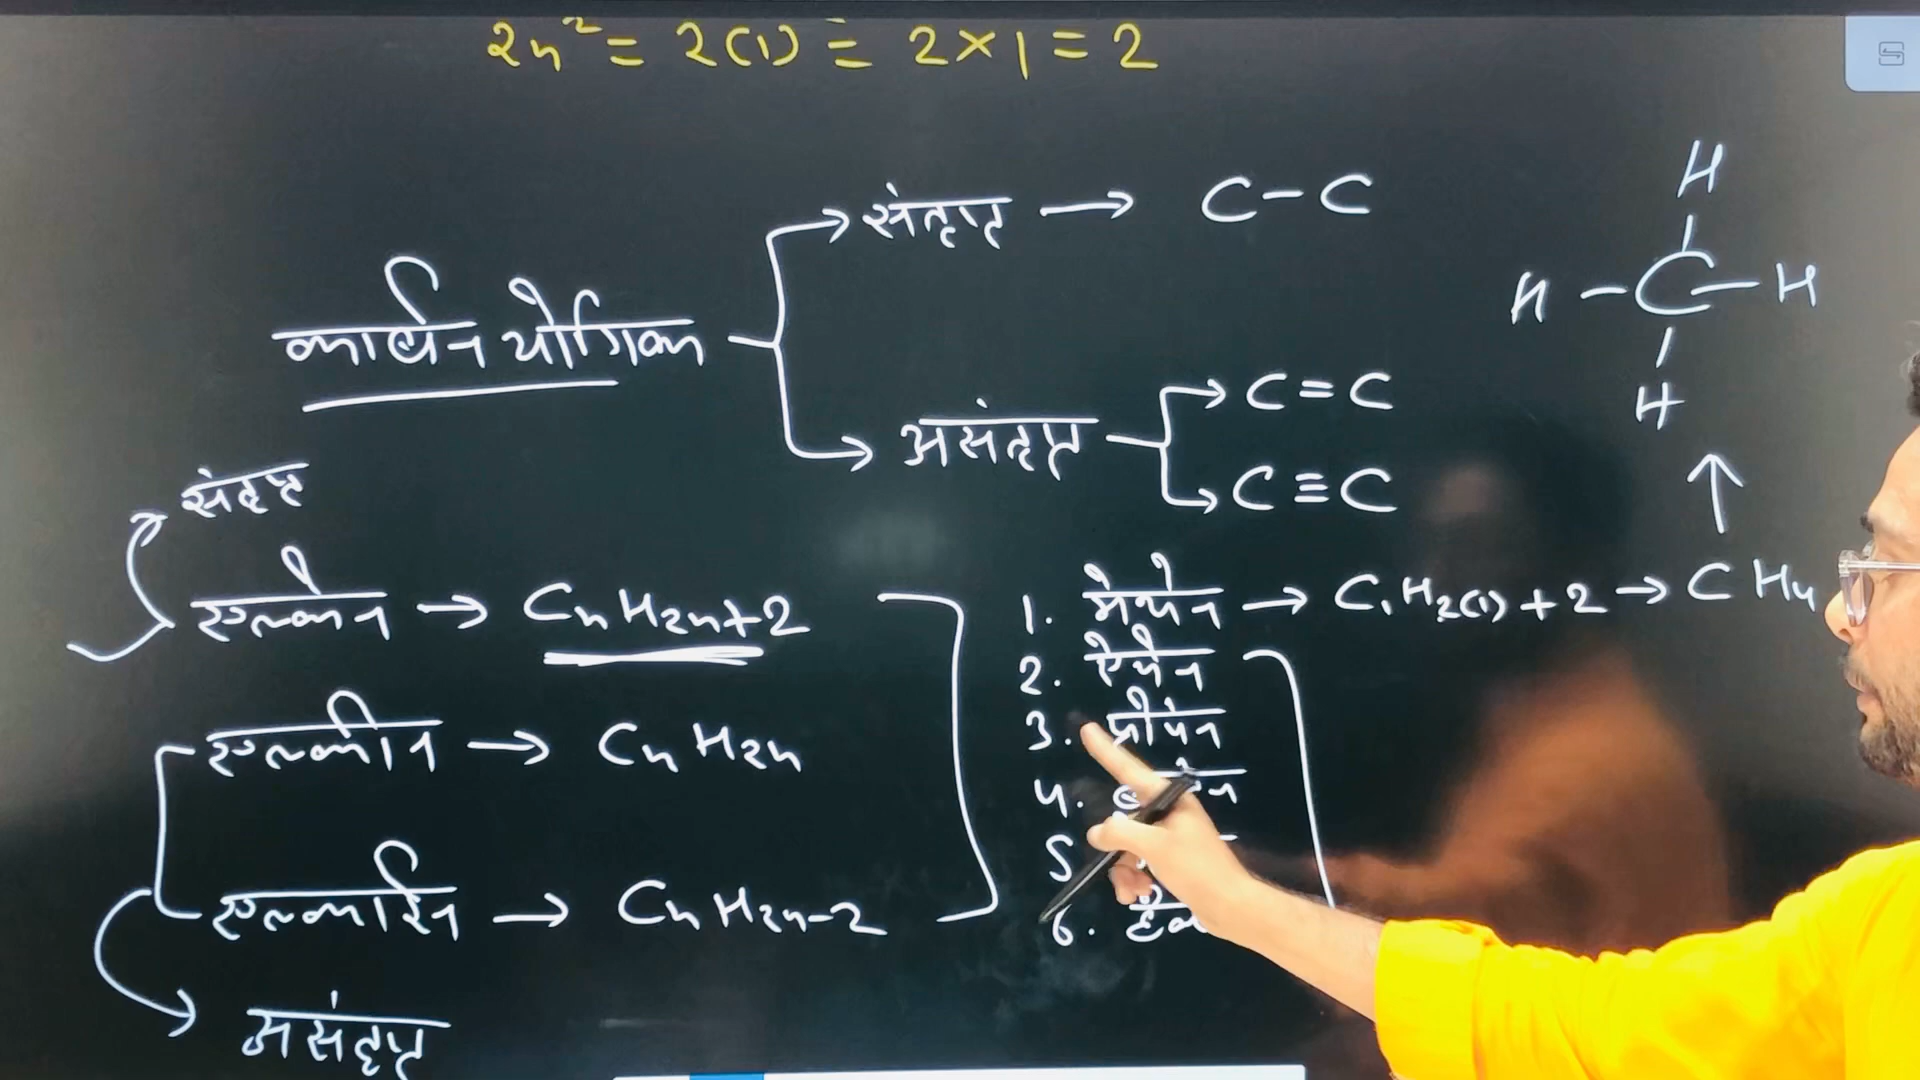 2n² = 2(1) = 2×1 = 2
कार्बन यौगिक
संतृप्त → C-C
असंतृप्त
C=C
C≡C
H
H-C-H
H
संतृप्त
एल्केन → CnH2n+2
एल्कीन → CnH2n
एल्काईन → CnH2n-2
असंतृप्त
1. मेथेन → C1H2(1)+2 → CH4
2. ऐथेन
3. प्रोपेन
4.
5
6.